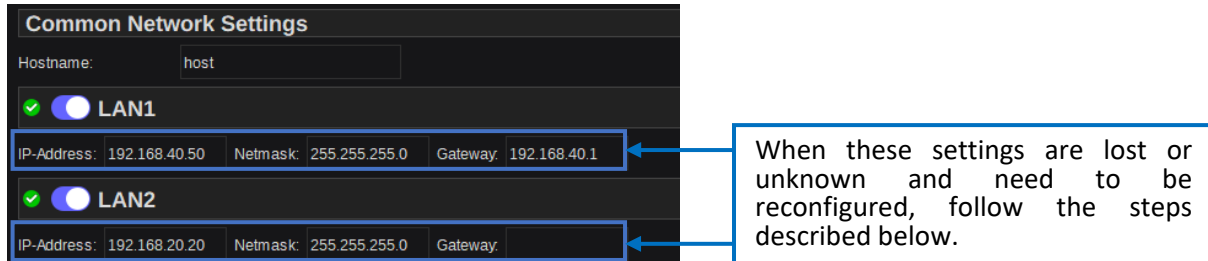 Common Network Settings
Hostname: host
LAN1
IP-Address: 192.168.40.50 Netmask: 255.255.255.0 Gateway: 192.168.40.1
LAN2
IP-Address: 192.168.20.20 Netmask: 255.255.255.0 Gateway:
When these settings are lost or
unknown and need to be
reconfigured, follow the steps
described below.